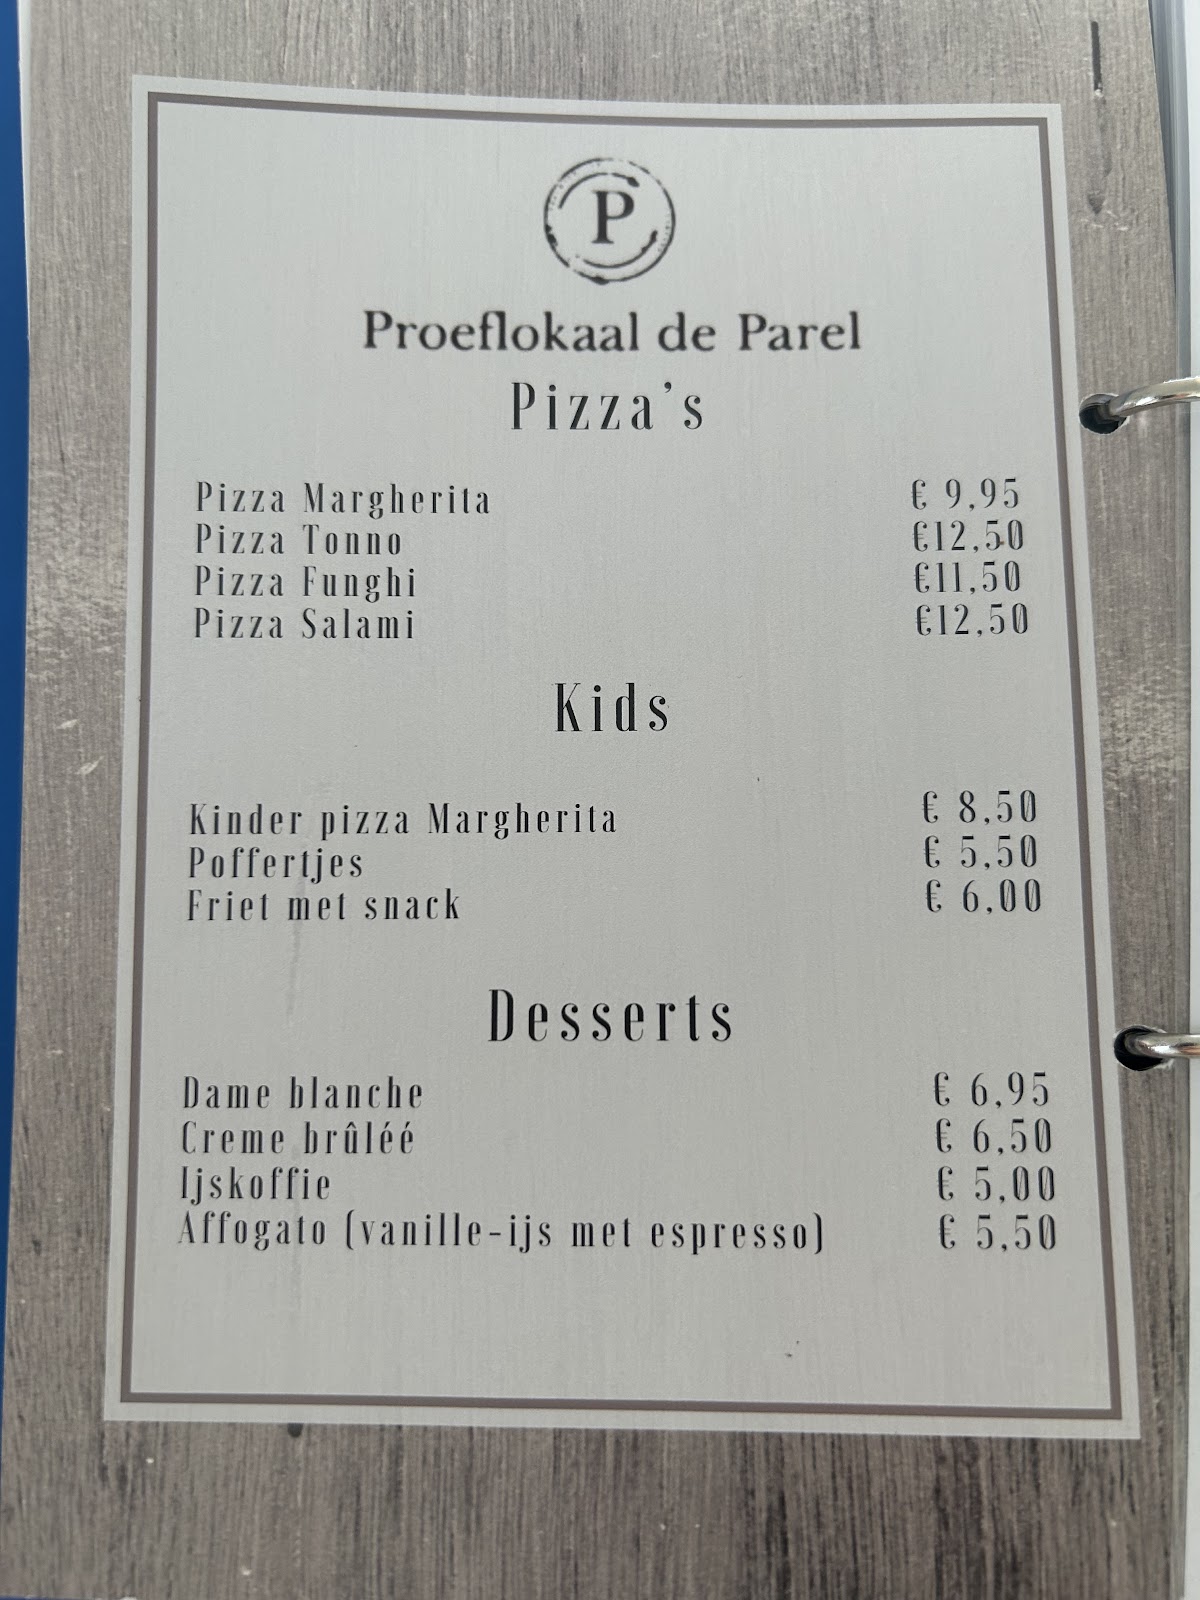 P
Proeflokaal de Parel
Pizza's
Pizza Margherita € 9,95
Pizza Tonno €12,50
Pizza Funghi €11,50
Pizza Salami €12,50
Kids
Kinder pizza Margherita € 8,50
Poffertjes € 5,50
Friet met snack € 6,00
Desserts
Dame blanche € 6,95
Creme brûléé € 6,50
Ijskoffie € 5,00
Affogato (vanille-ijs met espresso) € 5,50